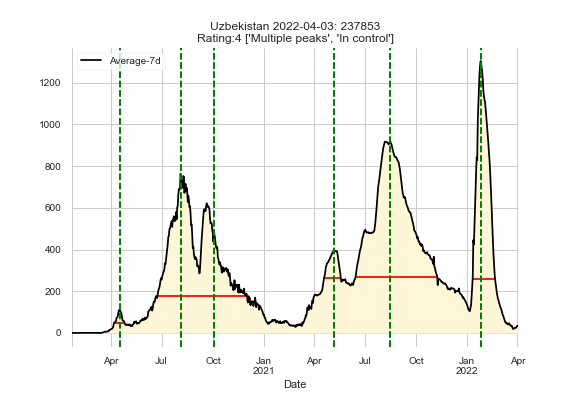 Uzbekistan 2022-04-03: 237853
Rating:4 ['Multiple peaks', 'In control']
Average-7d
1200
1000
800
600
400
200
0
Apr Jul Oct Jan Apr Jul Oct Jan Apr
2021 2022
Date